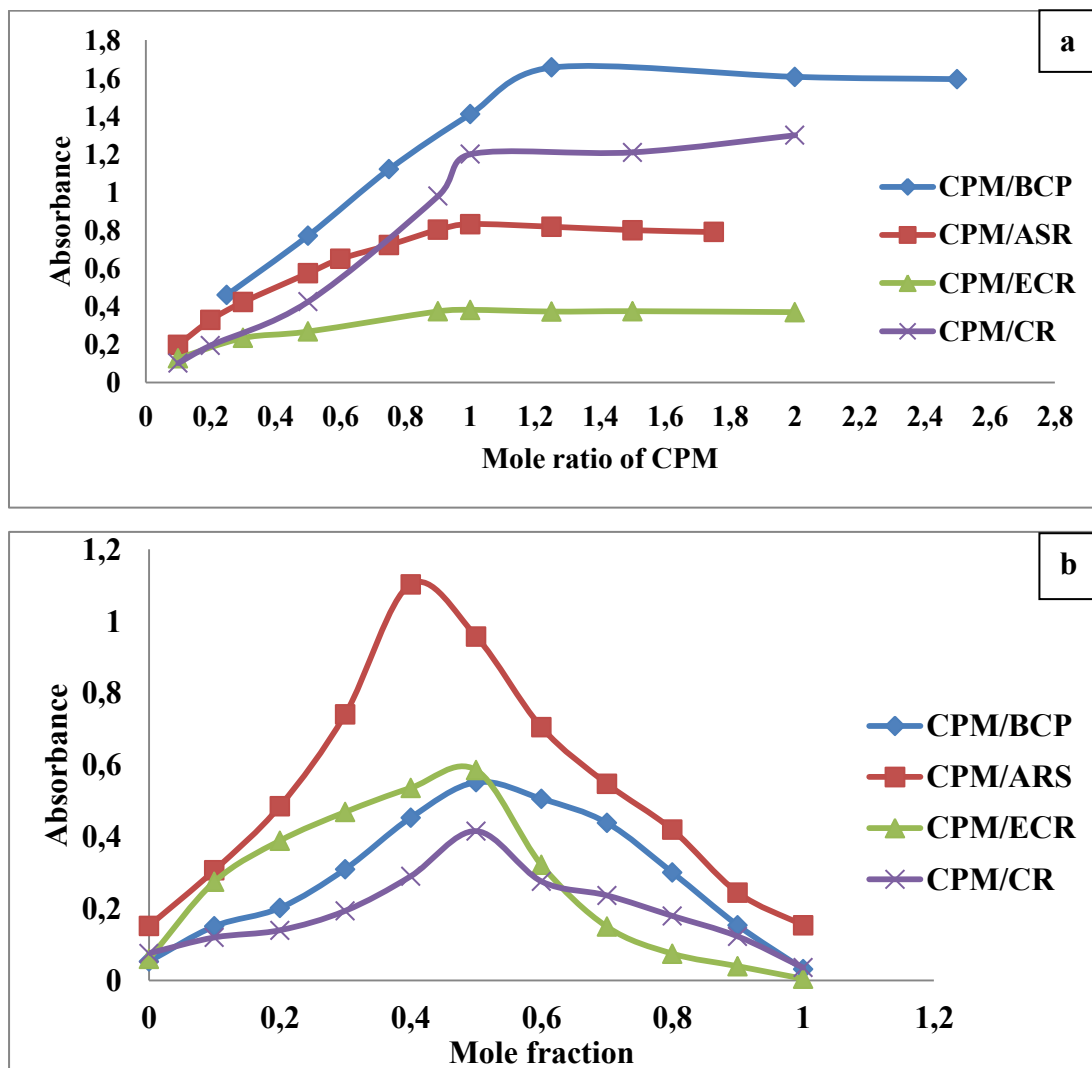 a
1,8
1,6
1,4
1,2
1
0,8
0,6
0,4
0,2
0
Absorbance
0 0,2 0,4 0,6 0,8 1 1,2 1,4 1,6 1,8 2 2,2 2,4 2,6 2,8
Mole ratio of CPM
CPM/BCP
CPM/ASR
CPM/ECR
CPM/CR
b
1,2
1
0,8
0,6
0,4
0,2
0
Absorbance
0 0,2 0,4 0,6 0,8 1 1,2
Mole fraction
CPM/BCP
CPM/ARS
CPM/ECR
CPM/CR